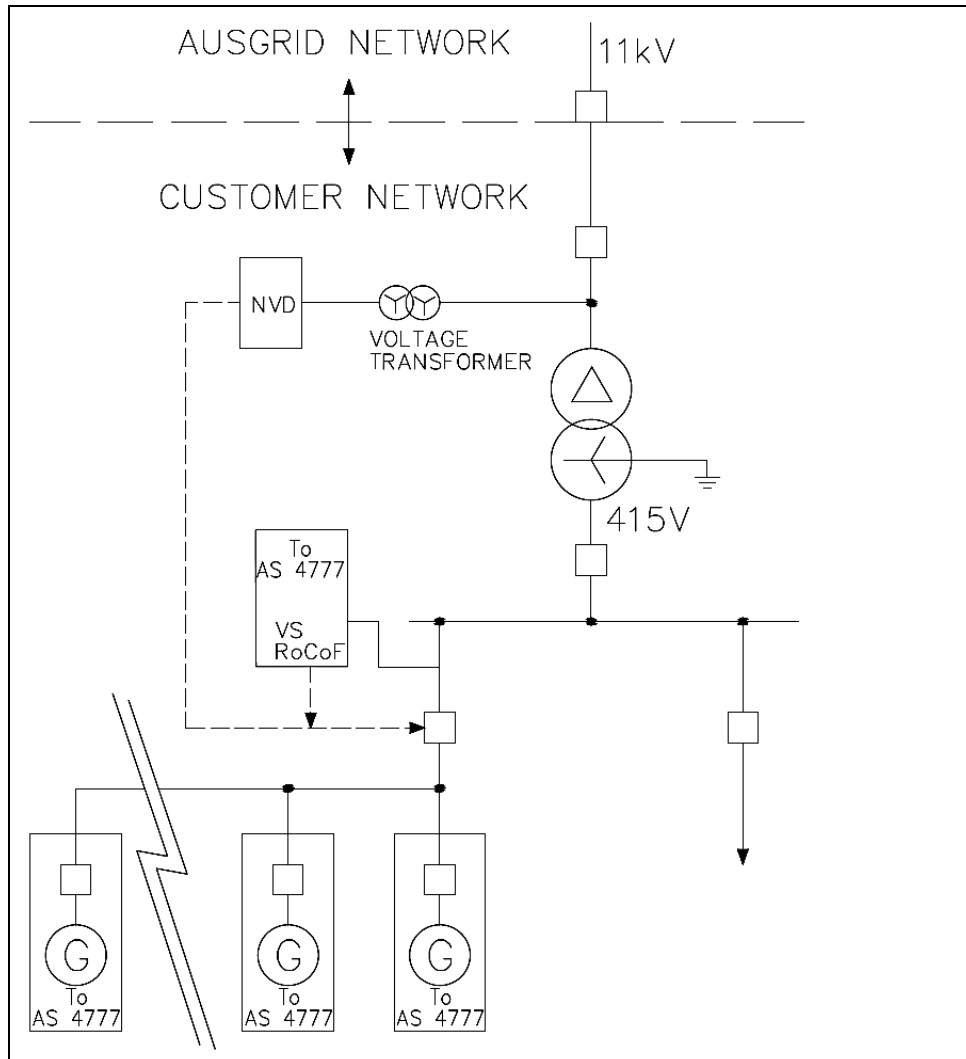 AUSGRID NETWORK
11kV
CUSTOMER NETWORK
NVD
VOLTAGE
TRANSFORMER
415V
To
AS 4777
VS
RoCoF
G
To
AS 4777
G
To
AS 4777
G
To
AS 4777